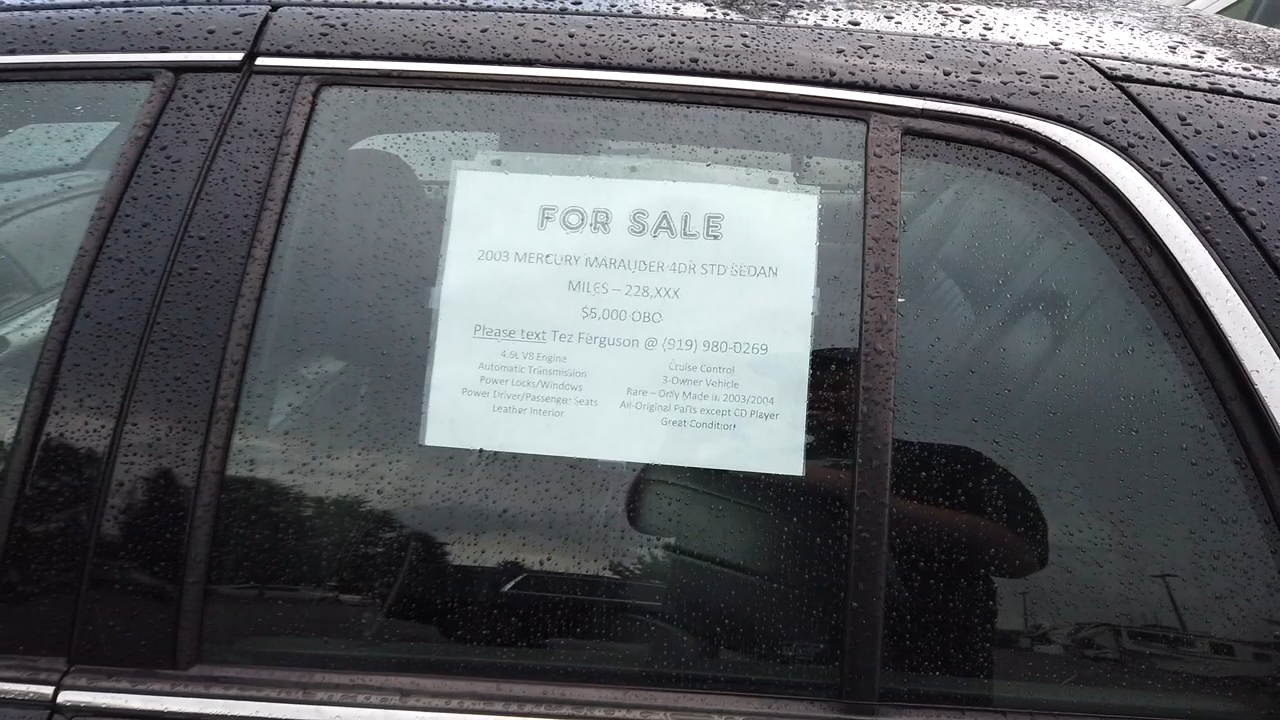 FOR SALE
2003 MERCURY MARAUDER 4DR STD SEDAN
MILES – 228,XXX
$5,000 OBO
Please text Tez Ferguson @ (919) 980-0269
4.6L V8 Engine
Automatic Transmission
Power Locks/Windows
Power Driver/Passenger Seats
Leather Interior
Cruise Control
3-Owner Vehicle
Rare – Only Made in 2003/2004
All-Original Parts except CD Player
Great Condition!